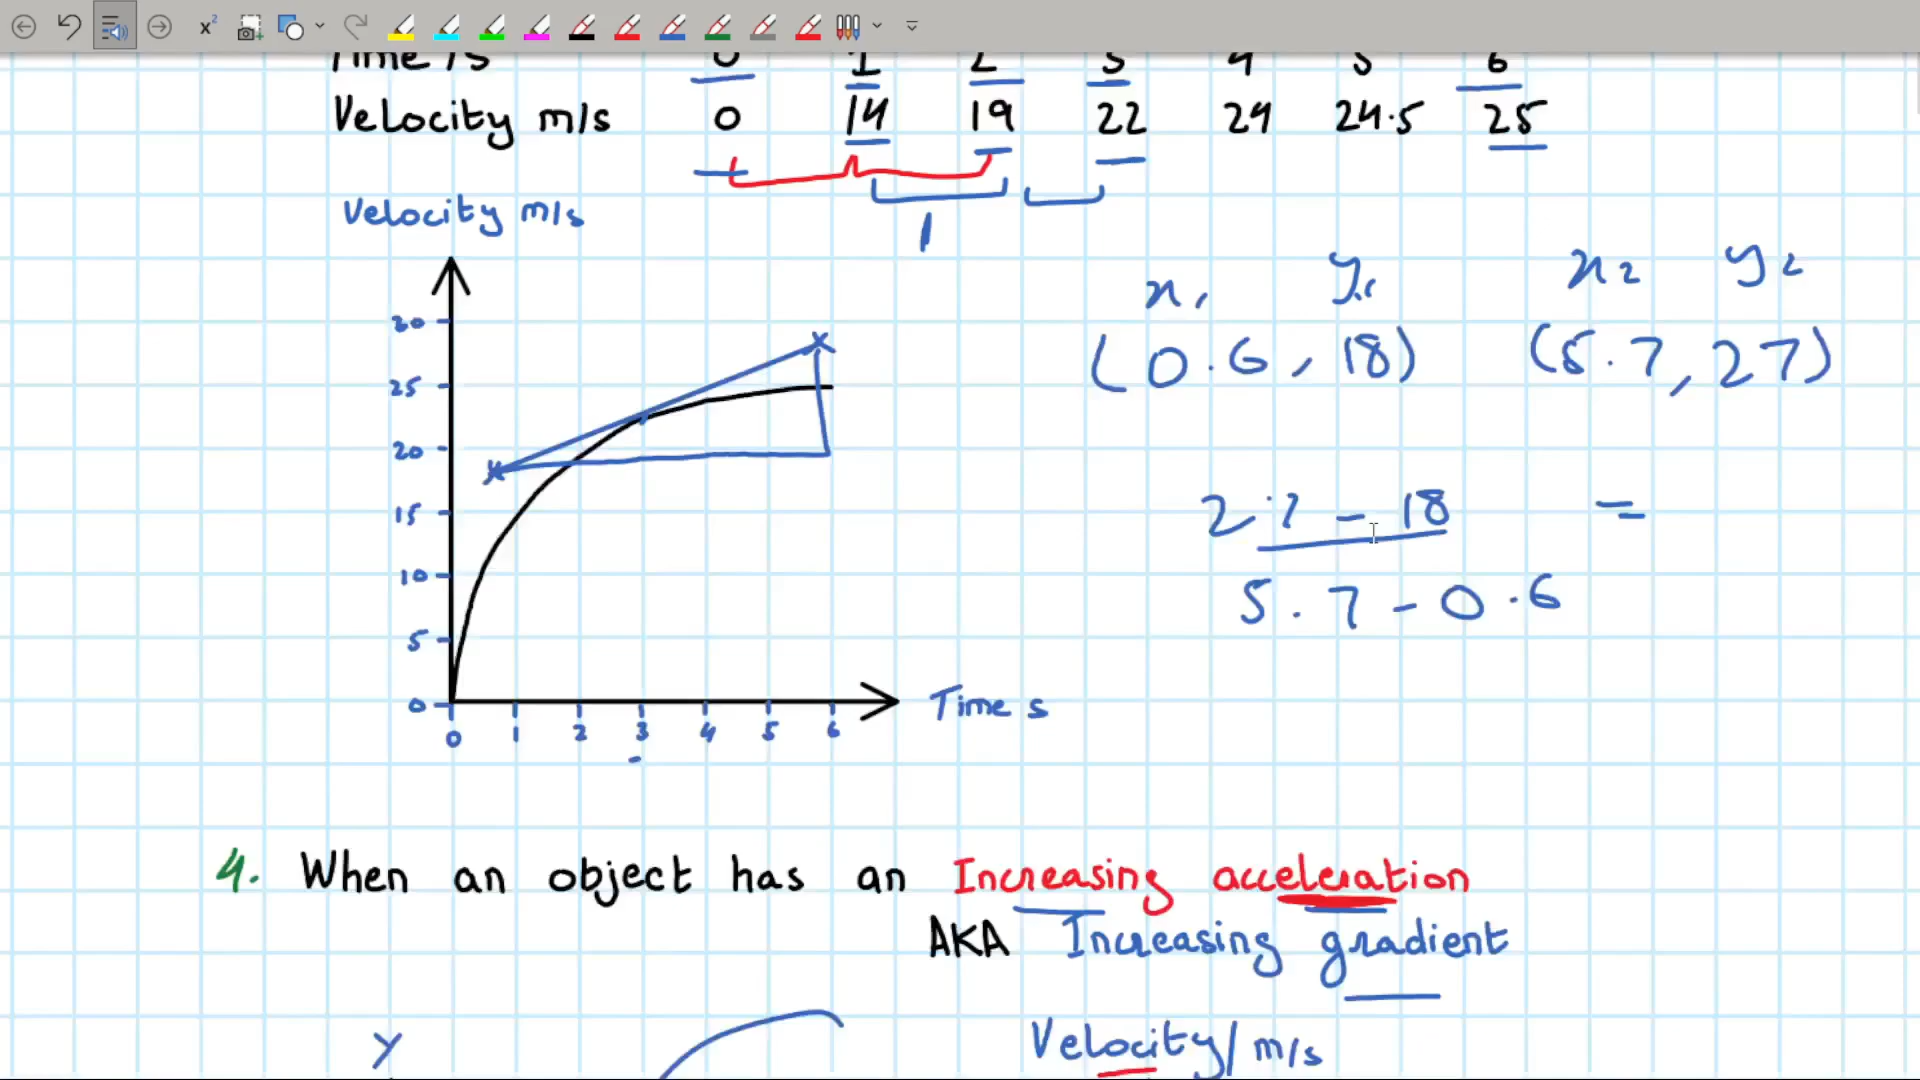 Time /s 0 1 2 3 4 5 6
Velocity m/s 0 14 19 22 24 24.5 25
1
Velocity m/s
x₁ y₁ x₂ y₂
(0.6, 18) (5.7, 27)
30
25
20
15
10
5
0
27 - 18 =
5.7 - 0.6
0 1 2 3 4 5 6
Time s
4. When an object has an Increasing acceleration
AKA Increasing gradient
Y
Velocity/m/s